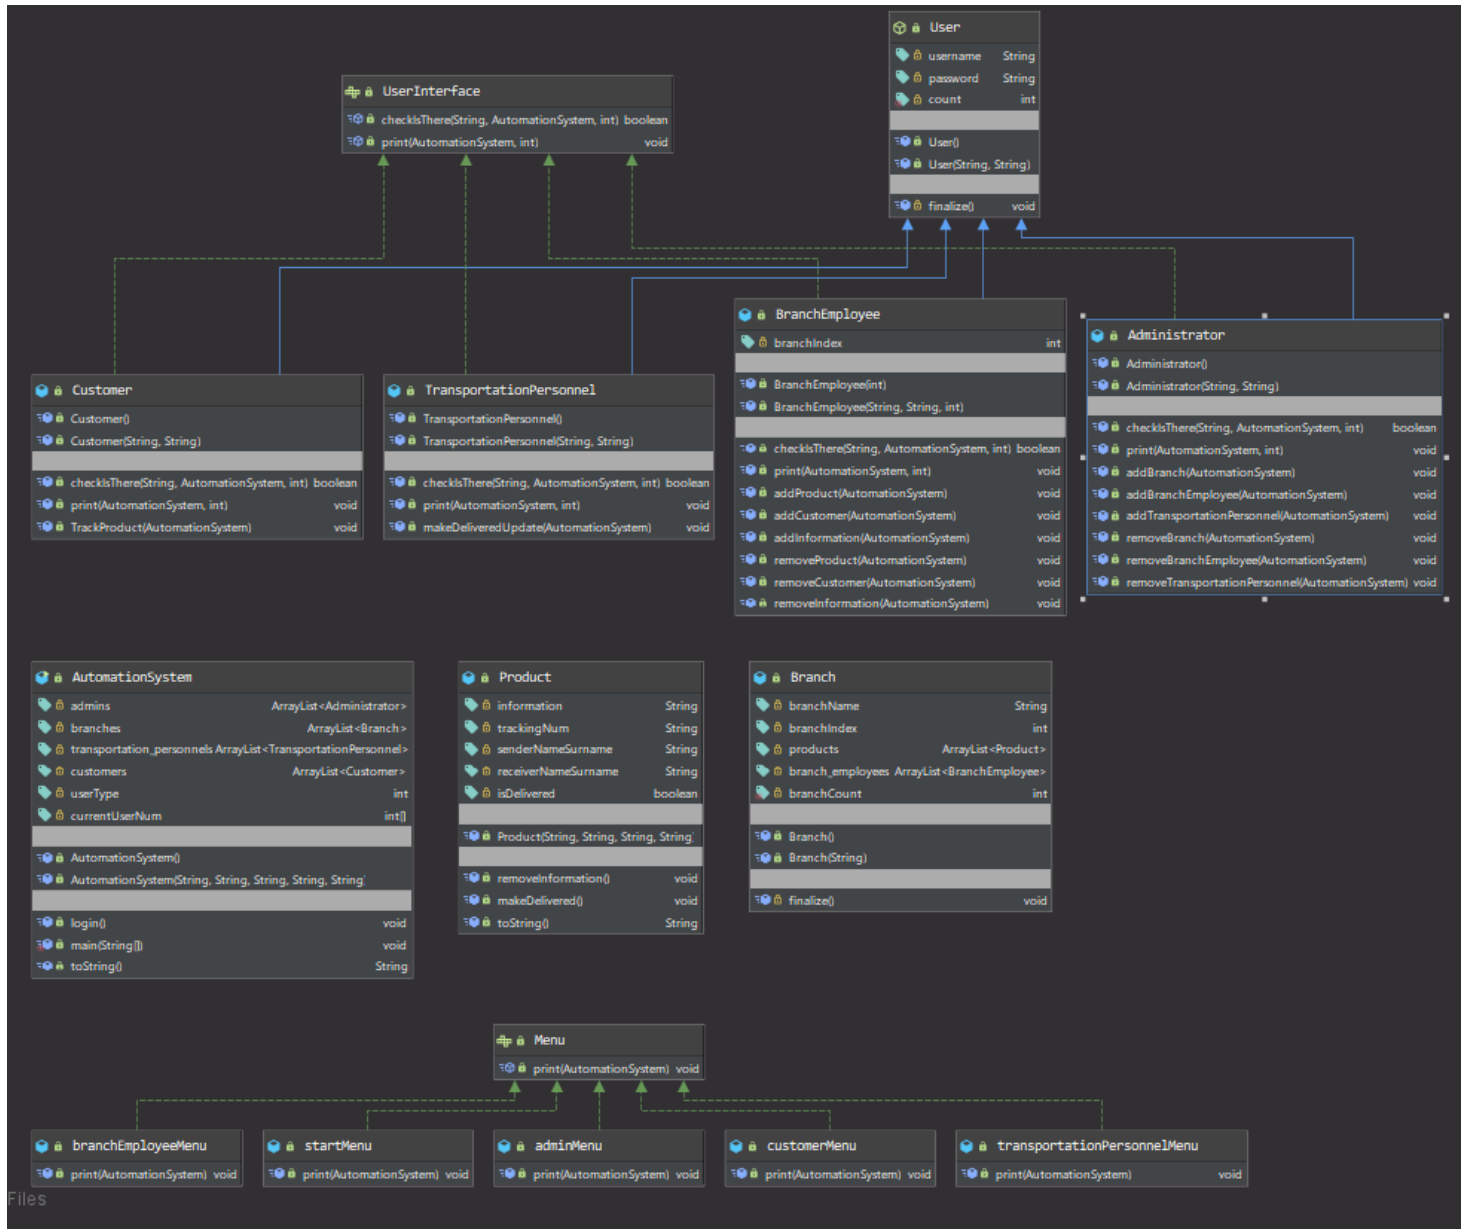 User
username String
password String
count int
User()
User(String, String)
finalize() void
UserInterface
checkIsThere(String, AutomationSystem, int) boolean
print(AutomationSystem, int) void
Customer
Customer()
Customer(String, String)
checkIsThere(String, AutomationSystem, int) boolean
print(AutomationSystem, int) void
TrackProduct(AutomationSystem) void
TransportationPersonnel
TransportationPersonnel()
TransportationPersonnel(String, String)
checkIsThere(String, AutomationSystem, int) boolean
print(AutomationSystem, int) void
makeDeliveredUpdate(AutomationSystem) void
BranchEmployee
branchIndex int
BranchEmployee(int)
BranchEmployee(String, String, int)
checkIsThere(String, AutomationSystem, int) boolean
print(AutomationSystem, int) void
addProduct(AutomationSystem) void
addCustomer(AutomationSystem) void
addInformation(AutomationSystem) void
removeProduct(AutomationSystem) void
removeCustomer(AutomationSystem) void
removeInformation(AutomationSystem) void
Administrator
Administrator()
Administrator(String, String)
checkIsThere(String, AutomationSystem, int) boolean
print(AutomationSystem, int) void
addBranch(AutomationSystem) void
addBranchEmployee(AutomationSystem) void
addTransportationPersonnel(AutomationSystem) void
removeBranch(AutomationSystem) void
removeBranchEmployee(AutomationSystem) void
removeTransportationPersonnel(AutomationSystem) void
AutomationSystem
admins ArrayList<Administrator>
branches ArrayList<Branch>
transportation_personnels ArrayList<TransportationPersonnel>
customers ArrayList<Customer>
userType int
currentUserNum int[]
AutomationSystem()
AutomationSystem(String, String, String, String, String)
login() void
main(String[]) void
toString() String
Product
information String
trackingNum String
senderNameSurname String
receiverNameSurname String
isDelivered boolean
Product(String, String, String, String)
removeInformation() void
makeDelivered() void
toString() String
Branch
branchName String
branchIndex int
products ArrayList<Product>
branch_employees ArrayList<BranchEmployee>
branchCount int
Branch()
Branch(String)
finalize() void
Menu
print(AutomationSystem) void
branchEmployeeMenu
print(AutomationSystem) void
startMenu
print(AutomationSystem) void
adminMenu
print(AutomationSystem) void
customerMenu
print(AutomationSystem) void
transportationPersonnelMenu
print(AutomationSystem) void
Files